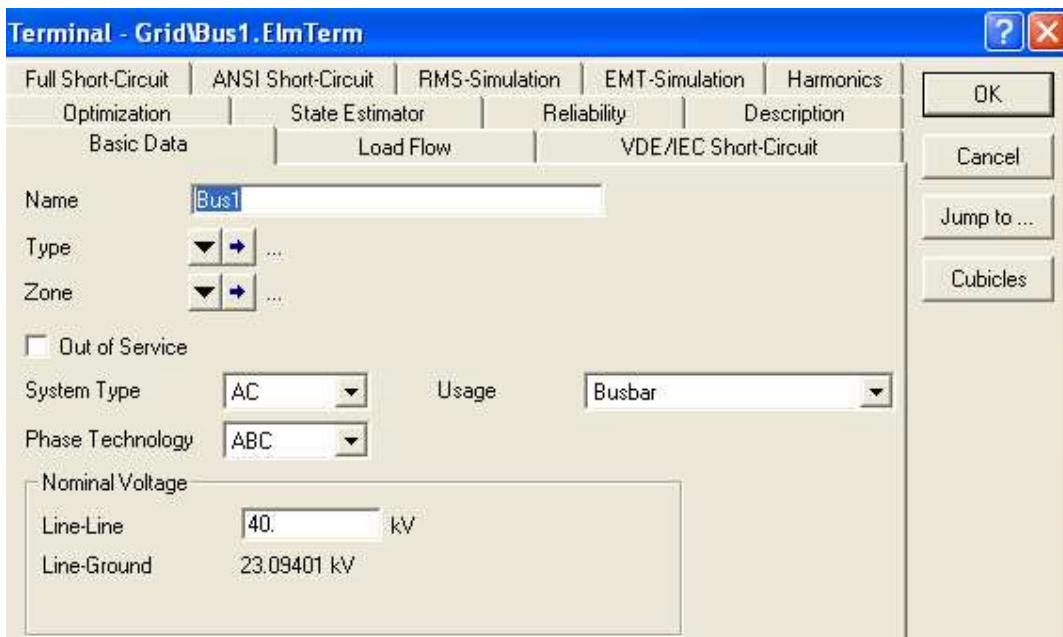 Terminal - Grid\Bus1.ElmTerm
Full Short-Circuit ANSI Short-Circuit RMS-Simulation EMT-Simulation Harmonics
Optimization State Estimator Reliability Description
Basic Data Load Flow VDE/IEC Short-Circuit
OK
Cancel
Jump to ...
Cubicles
Name Bus1
Type ...
Zone ...
Out of Service
System Type AC Usage Busbar
Phase Technology ABC
Nominal Voltage
Line-Line 40. kV
Line-Ground 23.09401 kV